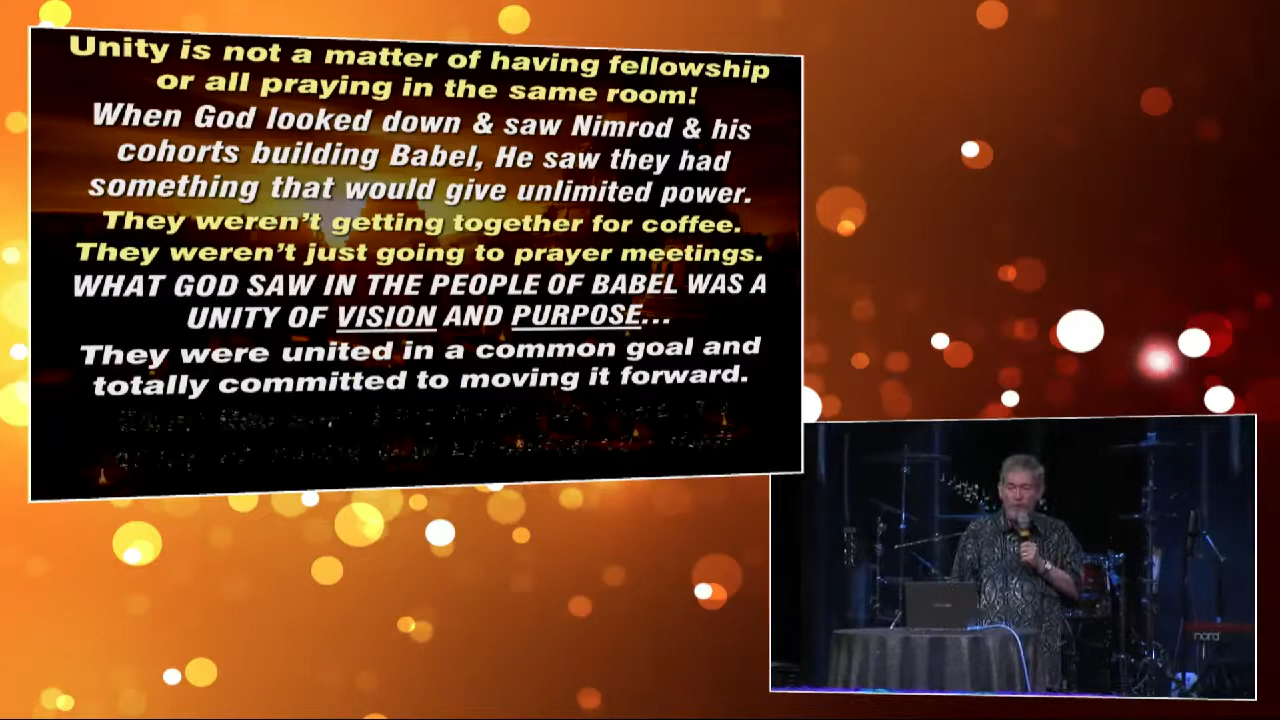 Unity is not a matter of having fellowship
or all praying in the same room!
When God looked down & saw Nimrod & his
cohorts building Babel, He saw they had
something that would give unlimited power.
They weren't getting together for coffee.
They weren't just going to prayer meetings.
WHAT GOD SAW IN THE PEOPLE OF BABEL WAS A
UNITY OF VISION AND PURPOSE...
They were united in a common goal and
totally committed to moving it forward.
nord